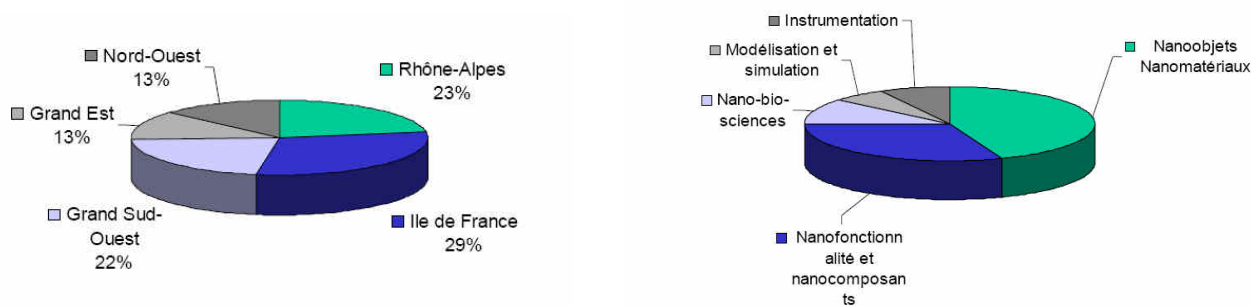 Nord-Ouest
13%
Rhône-Alpes
23%
Grand Est
13%
Grand Sud-
Ouest
22%
Ile de France
29%
Instrumentation
Modélisation et
simulation
Nanoobjets
Nanomatériaux
Nano-bio-
sciences
Nanofonctionn
alité et
nanocomposan
ts